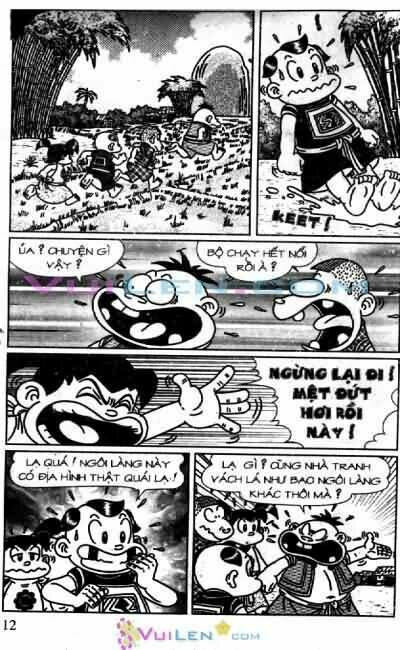 KEET!
ỦA? CHUYỆN GÌ
VẬY?
BỘ CHẠY HẾT NỔI
RỒI À?
VuiLen.com
NGỪNG LẠI ĐI!
MỆT ĐỨT
HƠI RỒI
NÀY!
LẠ QUÁ! NGÔI LÀNG NÀY
CÓ ĐỊA HÌNH THẬT QUÁI LẠ!
LẠ GÌ? CŨNG NHÀ TRANH
VÁCH LÁ NHƯ BAO NGÔI LÀNG
KHÁC THÔI MÀ?
12
VuiLen.com